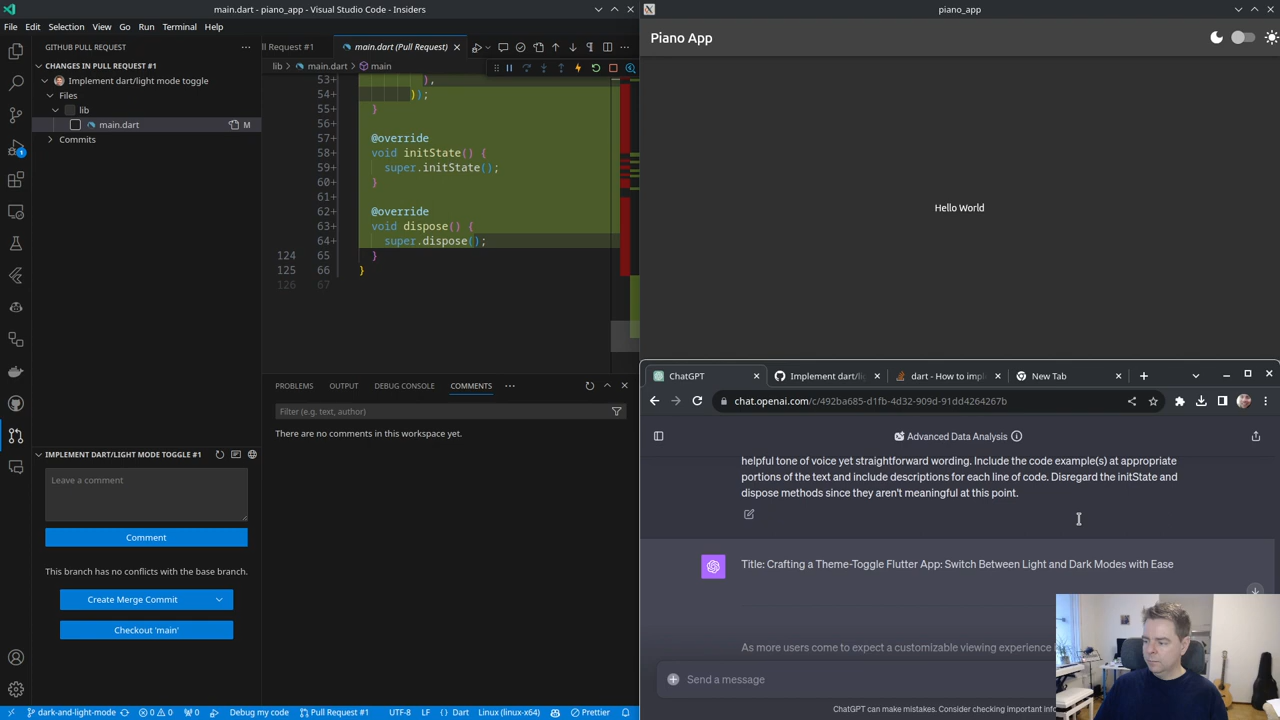 main.dart - piano_app - Visual Studio Code - Insiders
File Edit Selection View Go Run Terminal Help
GITHUB PULL REQUEST
CHANGES IN PULL REQUEST #1
Implement dart/light mode toggle
Files
lib
main.dart
M
Commits
1
IMPLEMENT DART/LIGHT MODE TOGGLE #1
Leave a comment
Comment
This branch has no conflicts with the base branch.
Create Merge Commit
Checkout 'main'
ll Request #1
main.dart (Pull Request)
lib > main.dart > main
53+ ),
54+ ));
55+ }
56+
57+ @override
58+ void initState() {
59+ super.initState();
60+ }
61+
62+ @override
63+ void dispose() {
64+ super.dispose();
124 65 }
125 66 }
126 67
PROBLEMS OUTPUT DEBUG CONSOLE COMMENTS
Filter (e.g. text, author)
There are no comments in this workspace yet.
dark-and-light-mode 0 0 Debug my code Pull Request #1 UTF-8 LF {} Dart Linux (linux-x64) Prettier
piano_app
Piano App
Hello World
ChatGPT
Implement dart/li
dart - How to impl
New Tab
chat.openai.com/c/492ba685-d1fb-4d32-909d-91dd4264267b
Advanced Data Analysis
helpful tone of voice yet straightforward wording. Include the code example(s) at appropriate
portions of the text and include descriptions for each line of code. Disregard the initState and
dispose methods since they aren't meaningful at this point.
Title: Crafting a Theme-Toggle Flutter App: Switch Between Light and Dark Modes with Ease
As more users come to expect a customizable viewing experience
Send a message
ChatGPT can make mistakes. Consider checking important info